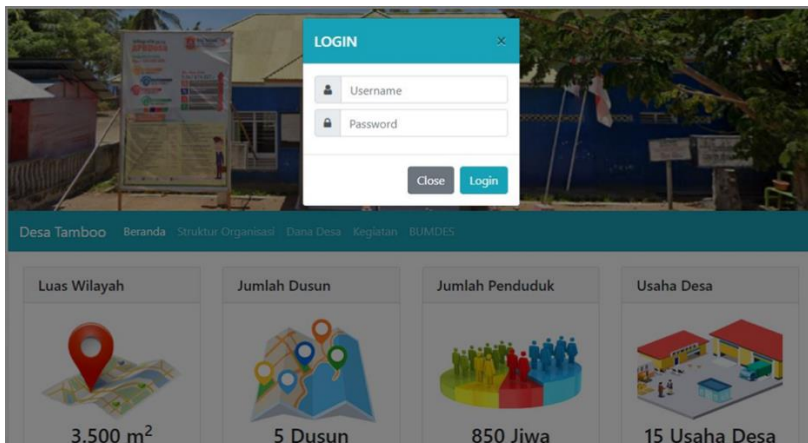 LOGIN ×
Username
Password
Close Login
Desa Tamboo Beranda Struktur Organisasi Dana Desa Kegiatan BUMDES
Luas Wilayah Jumlah Dusun Jumlah Penduduk Usaha Desa
3.500 m²
5 Dusun
850 Jiwa
15 Usaha Desa